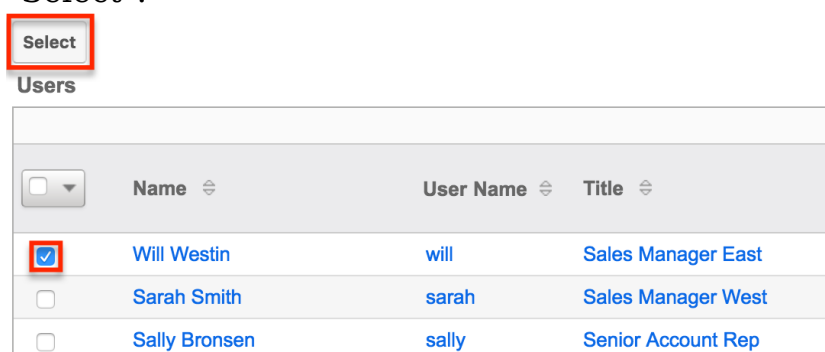 Select".
Select
Users
Name User Name Title
Will Westin will Sales Manager East
Sarah Smith sarah Sales Manager West
Sally Bronsen sally Senior Account Rep